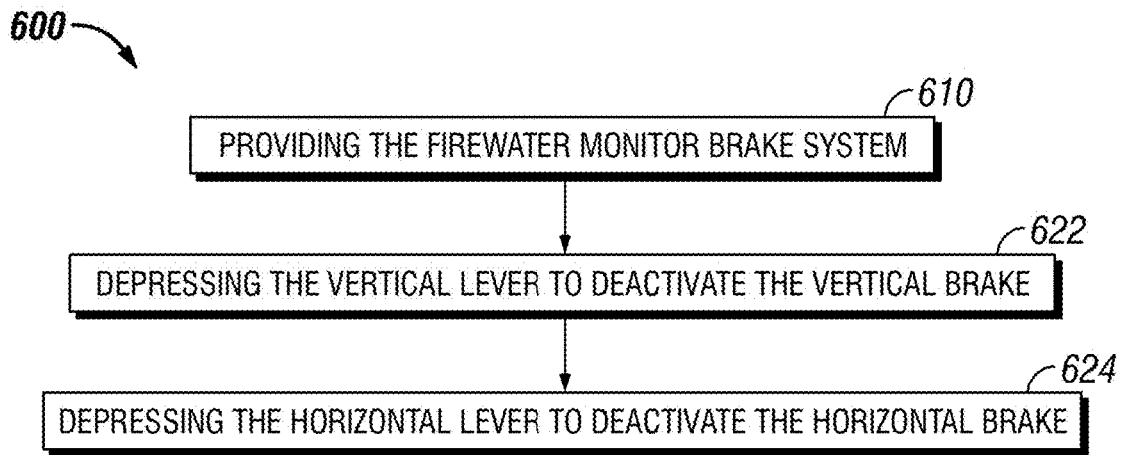 600
610
PROVIDING THE FIREWATER MONITOR BRAKE SYSTEM
622
DEPRESSING THE VERTICAL LEVER TO DEACTIVATE THE VERTICAL BRAKE
624
DEPRESSING THE HORIZONTAL LEVER TO DEACTIVATE THE HORIZONTAL BRAKE